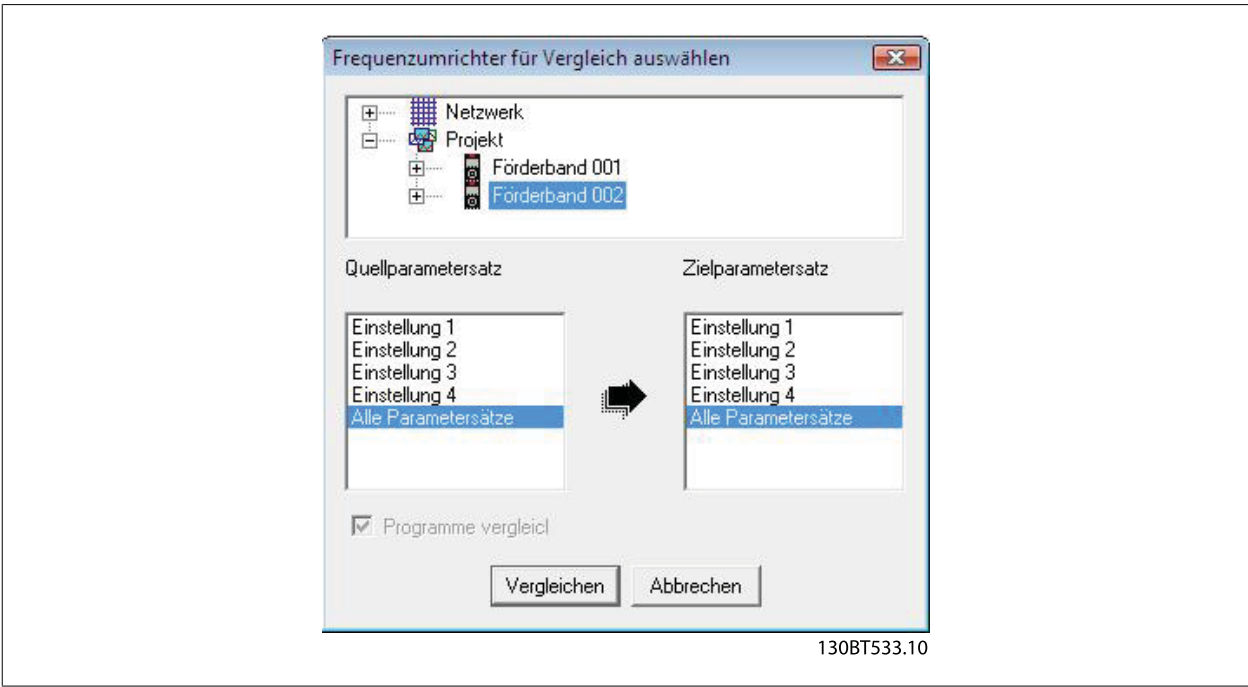 Frequenzumrichter für Vergleich auswählen
Netzwerk
Projekt
Förderband 001
Förderband 002
Quellparametersatz
Zielparametersatz
Einstellung 1
Einstellung 2
Einstellung 3
Einstellung 4
Alle Parametersätze
Einstellung 1
Einstellung 2
Einstellung 3
Einstellung 4
Alle Parametersätze
Programme vergleicl
Vergleichen
Abbrechen
130BT533.10